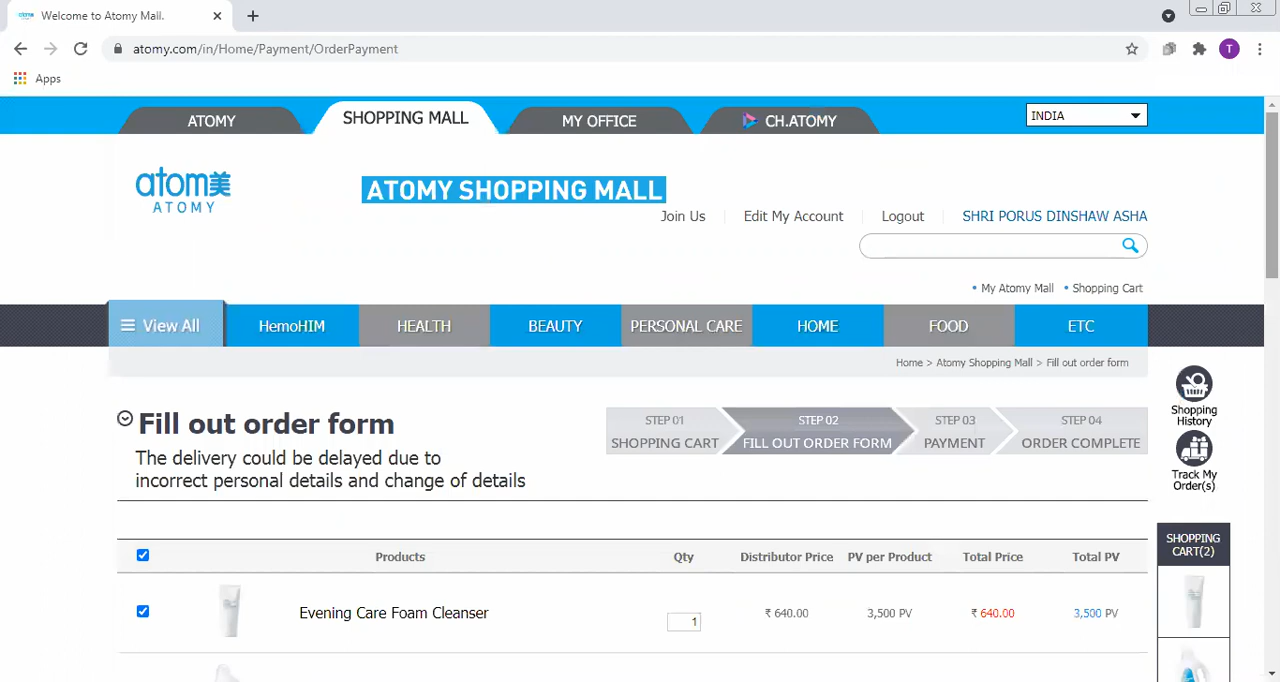 Welcome to Atomy Mall.
atomy.com/in/Home/Payment/OrderPayment
T
Apps
ATOMY
SHOPPING MALL
MY OFFICE
CH.ATOMY
INDIA
atom美
ATOMY
ATOMY SHOPPING MALL
Join Us
Edit My Account
Logout
SHRI PORUS DINSHAW ASHA
• My Atomy Mall • Shopping Cart
View All
HemoHIM
HEALTH
BEAUTY
PERSONAL CARE
HOME
FOOD
ETC
Home > Atomy Shopping Mall > Fill out order form
Fill out order form
The delivery could be delayed due to
incorrect personal details and change of details
STEP 01
SHOPPING CART
STEP 02
FILL OUT ORDER FORM
STEP 03
PAYMENT
STEP 04
ORDER COMPLETE
Shopping
History
Track My
Order(s)
SHOPPING
CART(2)
Products Qty Distributor Price PV per Product Total Price Total PV
Evening Care Foam Cleanser 1 ₹ 640.00 3,500 PV ₹ 640.00 3,500 PV